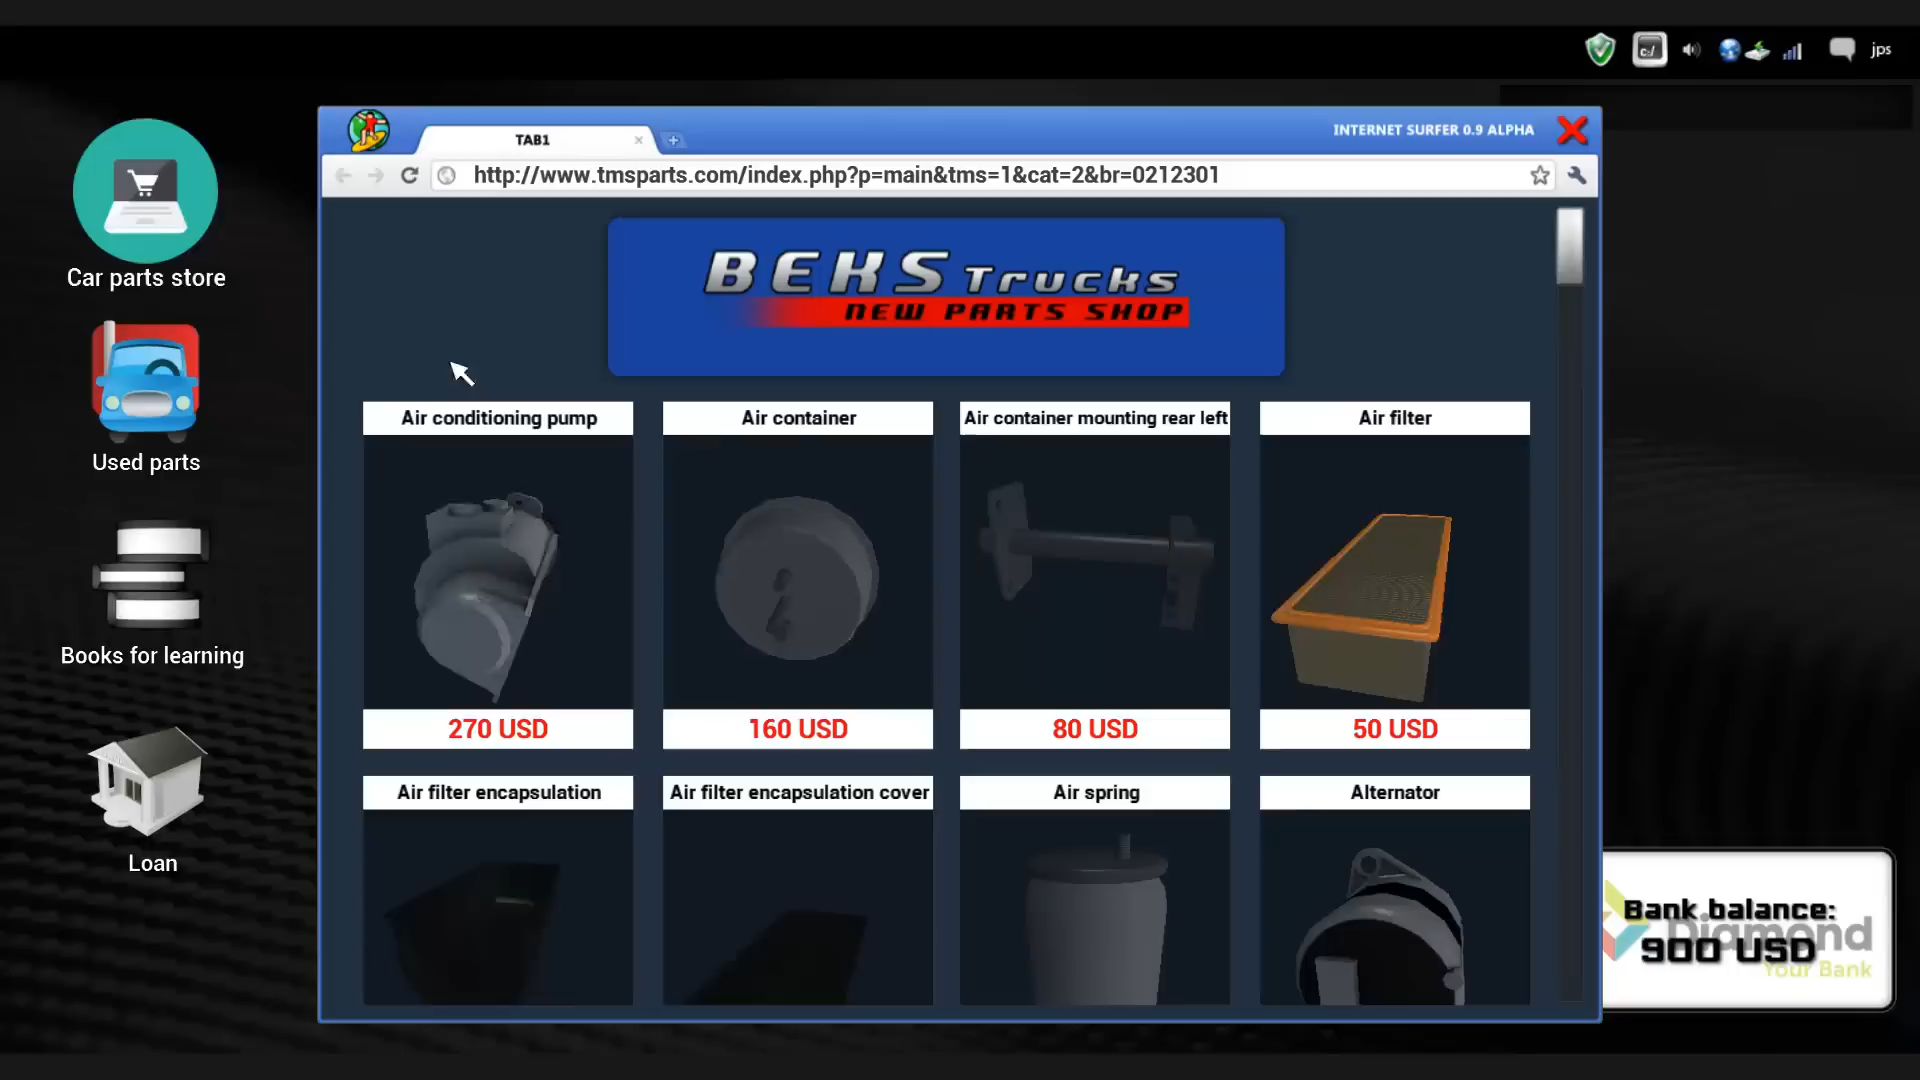 jps
TAB1
INTERNET SURFER 0.9 ALPHA
http://www.tmsparts.com/index.php?p=main&tms=1&cat=2&br=0212301
Car parts store
Used parts
Books for learning
Loan
BEKS Trucks
NEW PARTS SHOP
Air conditioning pump
Air container
Air container mounting rear left
Air filter
270 USD
160 USD
80 USD
50 USD
Air filter encapsulation
Air filter encapsulation cover
Air spring
Alternator
Bank balance:
Diamond
900 USD
Your Bank